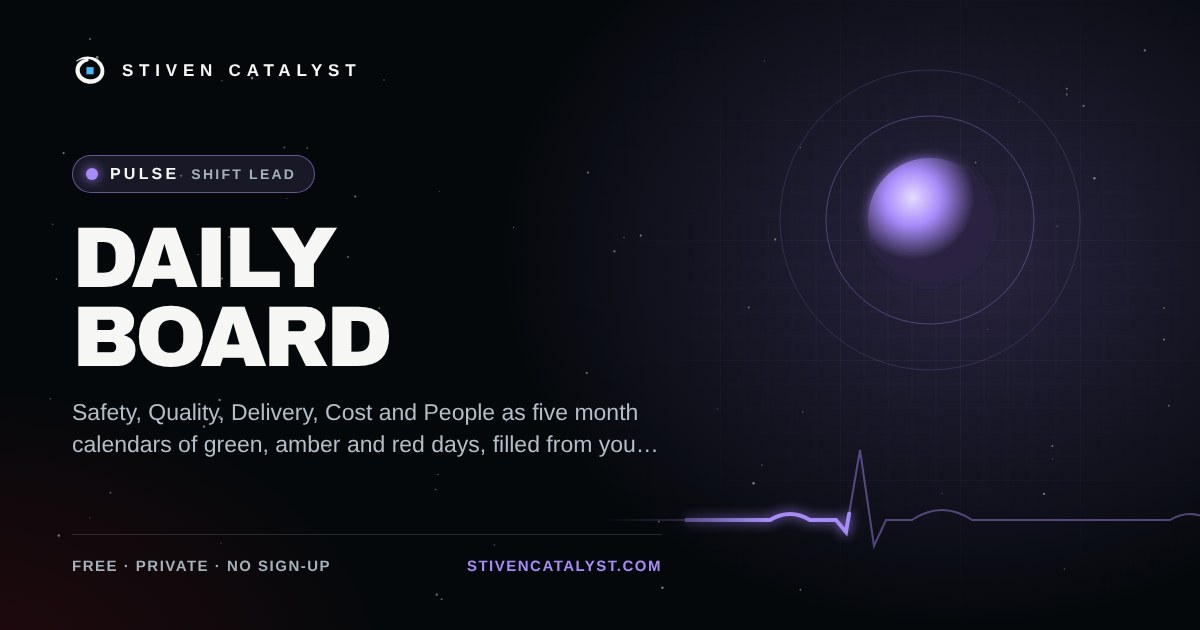 STIVEN CATALYST
PULSE · SHIFT LEAD
DAILY
BOARD
Safety, Quality, Delivery, Cost and People as five month
calendars of green, amber and red days, filled from you…
FREE · PRIVATE · NO SIGN-UP
STIVENCATALYST.COM